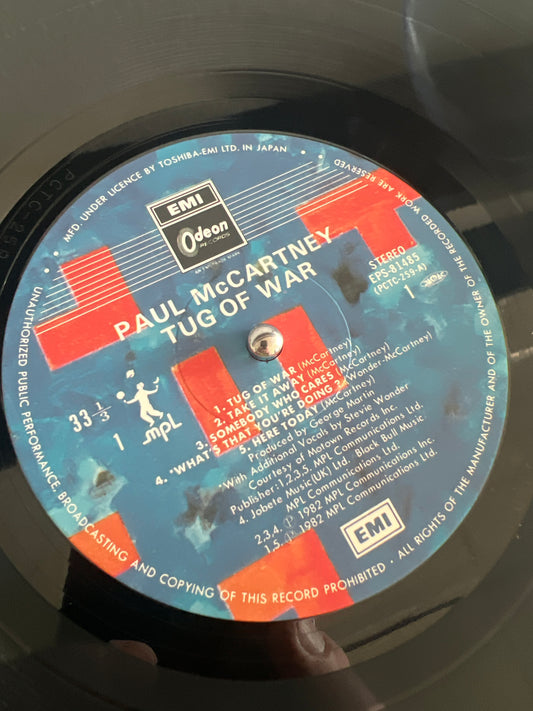 · MFD. UNDER LICENCE BY TOSHIBA-EMI LTD. IN JAPAN · ALL RIGHTS OF THE MANUFACTURER AND OF THE OWNER OF THE RECORDED WORK ARE RESERVED
UNAUTHORIZED PUBLIC PERFORMANCE, BROADCASTING AND COPYING OF THIS RECORD PROHIBITED ·
EMI
Odeon
RECORDS
PAUL McCARTNEY
TUG OF WAR
STEREO
EPS-81485
(PCTC-259-A)
1
33 1/3
1
mpl
1. TUG OF WAR (McCartney)
2. TAKE IT AWAY (McCartney)
3. SOMEBODY WHO CARES (McCartney)
4. *WHAT'S THAT YOU'RE DOING? (Wonder-McCartney)
5. HERE TODAY (McCartney)
Produced by George Martin
*With Additional Vocals by Stevie Wonder
Courtesy of Motown Records Inc.
Publisher: 1.2.3.5. MPL Communications Ltd.
4. Jobete Music (UK) Ltd. Black Bull Music
MPL Communications Ltd.
2.3.4. ℗ 1982 MPL Communications Inc.
1.5. ℗ 1982 MPL Communications Ltd.
EMI